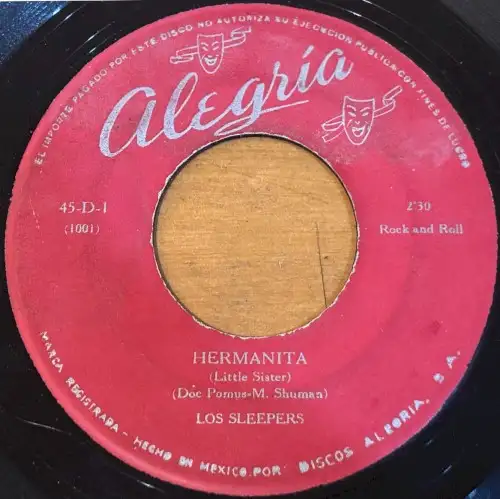 EL IMPORTE PAGADO POR ESTE DISCO NO AUTORIZA SU EJECUCION PUBLICA CON FINES DE LUCRO
Alegría
45-D-1
(1001)
2'30
Rock and Roll
HERMANITA
(Little Sister)
(Doc Pomus-M. Shuman)
LOS SLEEPERS
MARCA REGISTRADA - HECHO EN MEXICO.POR DISCOS ALEGRIA, S. A.